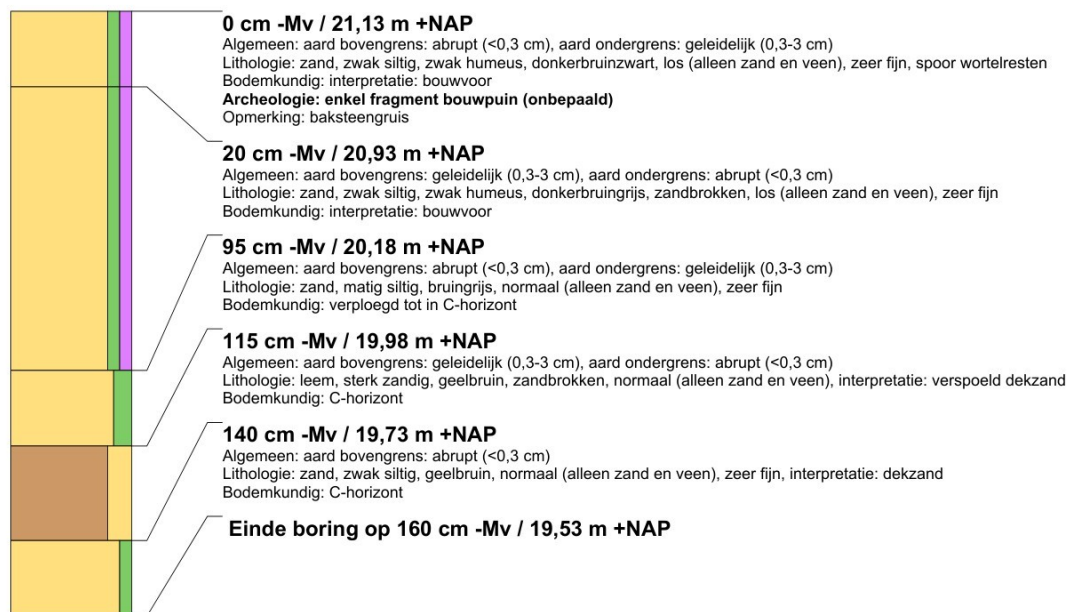 0 cm -Mv / 21,13 m +NAP
Algemeen: aard bovengrens: abrupt (<0,3 cm), aard ondergrens: geleidelijk (0,3-3 cm)
Lithologie: zand, zwak siltig, zwak humeus, donkerbruinzwart, los (alleen zand en veen), zeer fijn, spoor wortelresten
Bodemkundig: interpretatie: bouwvoor
Archeologie: enkel fragment bouwpuin (onbepaald)
Opmerking: baksteengruis
20 cm -Mv / 20,93 m +NAP
Algemeen: aard bovengrens: geleidelijk (0,3-3 cm), aard ondergrens: abrupt (<0,3 cm)
Lithologie: zand, zwak siltig, zwak humeus, donkerbruingrijs, zandbrokken, los (alleen zand en veen), zeer fijn
Bodemkundig: interpretatie: bouwvoor
95 cm -Mv / 20,18 m +NAP
Algemeen: aard bovengrens: abrupt (<0,3 cm), aard ondergrens: geleidelijk (0,3-3 cm)
Lithologie: zand, matig siltig, bruingrijs, normaal (alleen zand en veen), zeer fijn
Bodemkundig: verploegd tot in C-horizont
115 cm -Mv / 19,98 m +NAP
Algemeen: aard bovengrens: geleidelijk (0,3-3 cm), aard ondergrens: abrupt (<0,3 cm)
Lithologie: leem, sterk zandig, geelbruin, zandbrokken, normaal (alleen zand en veen), interpretatie: verspoeld dekzand
Bodemkundig: C-horizont
140 cm -Mv / 19,73 m +NAP
Algemeen: aard bovengrens: abrupt (<0,3 cm)
Lithologie: zand, zwak siltig, geelbruin, normaal (alleen zand en veen), zeer fijn, interpretatie: dekzand
Bodemkundig: C-horizont
Einde boring op 160 cm -Mv / 19,53 m +NAP